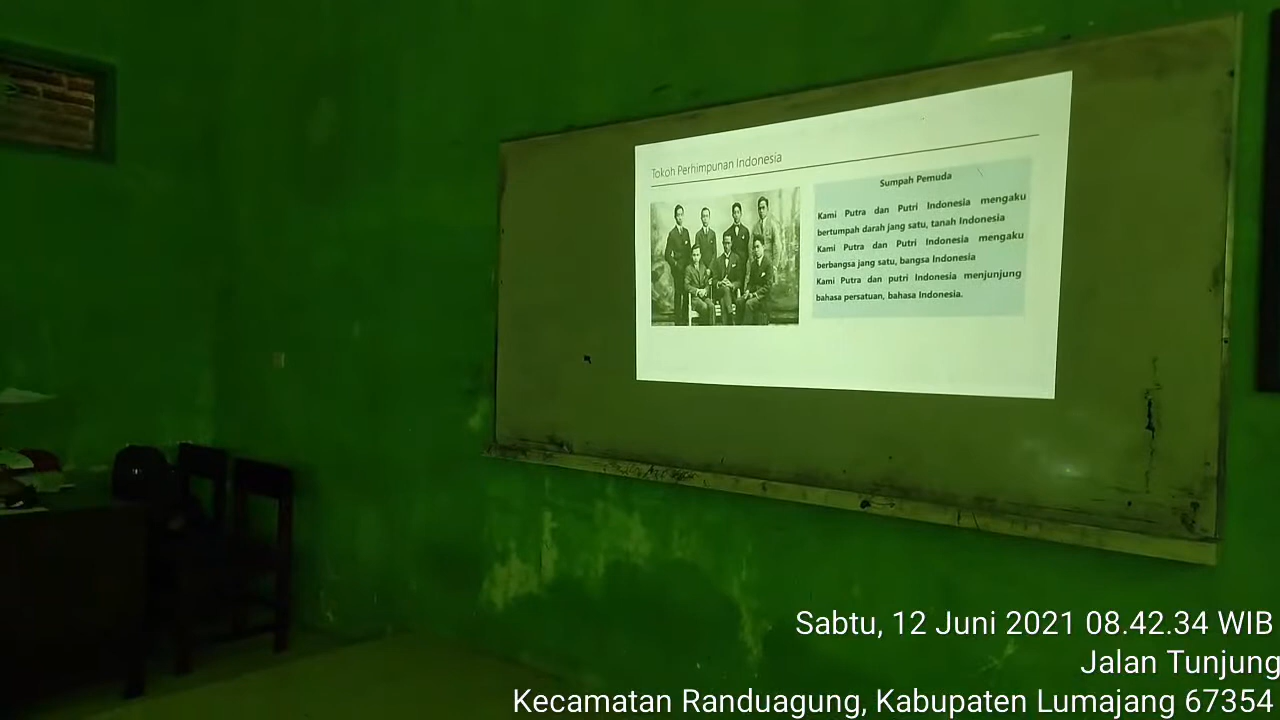 Tokoh Perhimpunan Indonesia
Sumpah Pemuda
Kami Putra dan Putri Indonesia mengaku
bertumpah darah jang satu, tanah Indonesia
Kami Putra dan Putri Indonesia mengaku
berbangsa jang satu, bangsa Indonesia
Kami Putra dan putri Indonesia menjunjung
bahasa persatuan, bahasa Indonesia.
Sabtu, 12 Juni 2021 08.42.34 WIB
Jalan Tunjung
Kecamatan Randuagung, Kabupaten Lumajang 67354